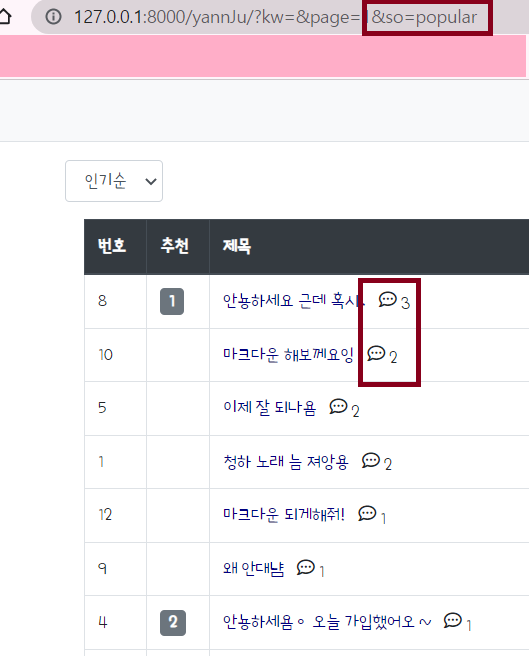 127.0.0.1:8000/yannJu/?kw=&page=1&so=popular
인기순
번호 추천 제목
8 1 안뇽하세요 근데 혹시 3
10 마크다운 해보께요잉 2
5 이제 잘 되나욤 2
1 청하 노래 늠 져앙용 2
12 마크다운 되게해줘! 1
9 왜 안대냠 1
4 2 안뇽하세욤ㅇ 오늘 가입했어오 ~ 1